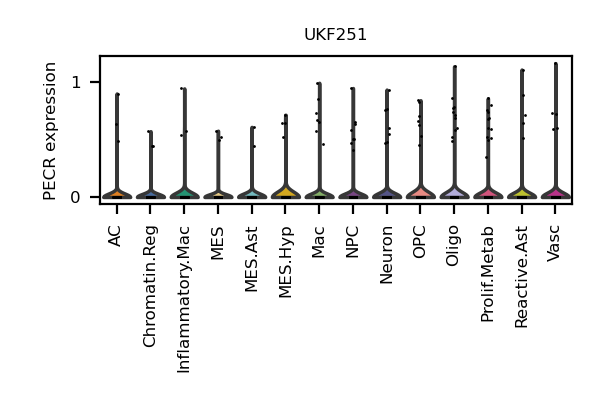 UKF251
PECR expression
1
0
AC
Chromatin.Reg
Inflammatory.Mac
MES
MES.Ast
MES.Hyp
Mac
NPC
Neuron
OPC
Oligo
Prolif.Metab
Reactive.Ast
Vasc